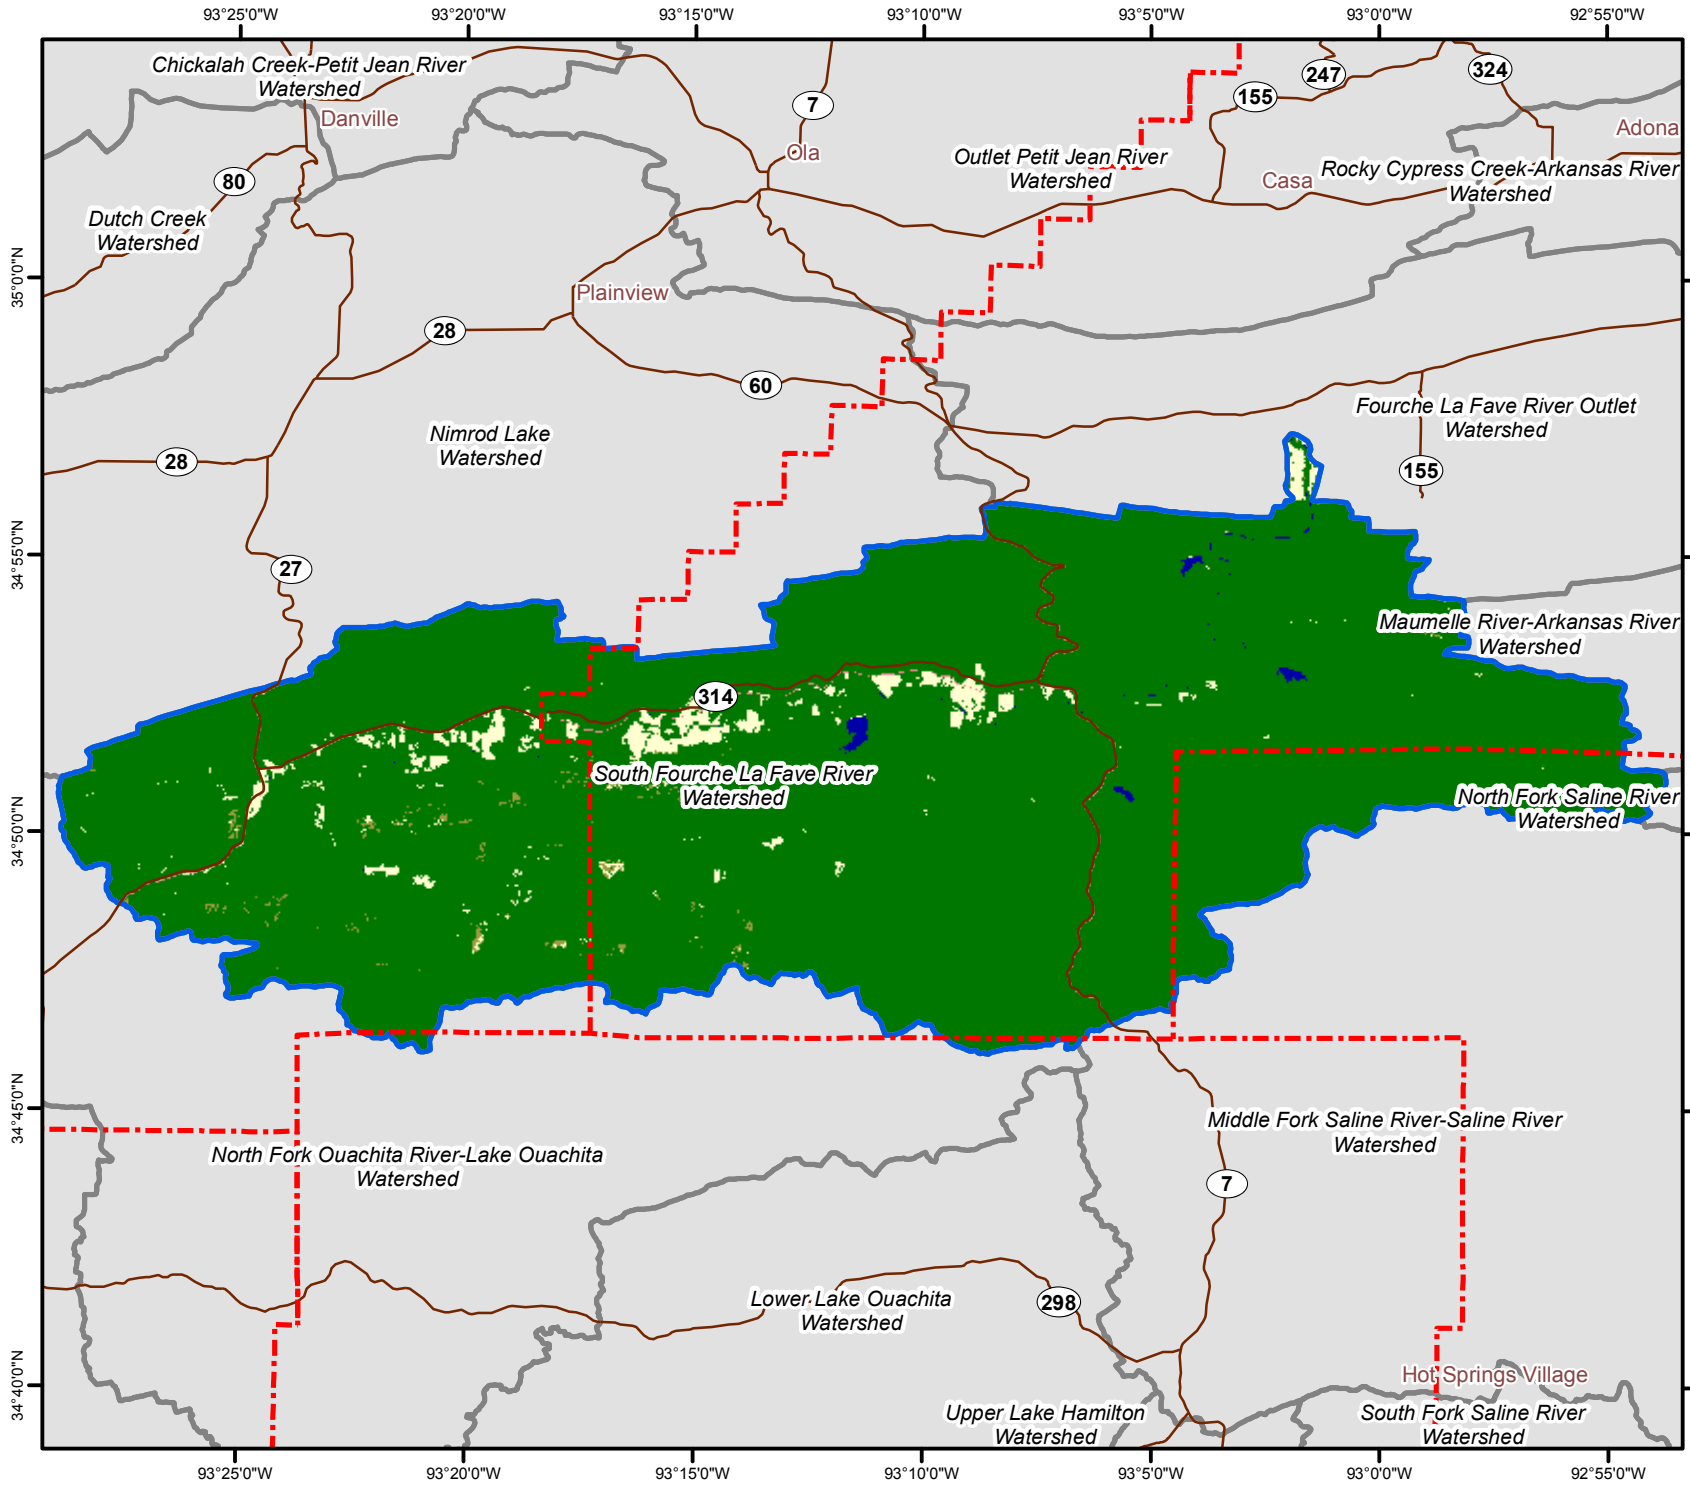 93°25'0"W
93°20'0"W
93°15'0"W
93°10'0"W
93°5'0"W
93°0'0"W
92°55'0"W
Chickalah Creek-Petit Jean River
Watershed
Danville
7
247
324
155
Adona
Ola
Outlet Petit Jean River
Watershed
Casa
Rocky Cypress Creek-Arkansas River
Watershed
80
Dutch Creek
Watershed
35°0'0"N
Plainview
28
60
Nimrod Lake
Watershed
Fourche La Fave River Outlet
Watershed
28
155
34°55'0"N
27
Maumelle River-Arkansas River
Watershed
314
South Fourche La Fave River
Watershed
North Fork Saline River
Watershed
34°50'0"N
34°45'0"N
Middle Fork Saline River-Saline River
Watershed
North Fork Ouachita River-Lake Ouachita
Watershed
7
Lower Lake Ouachita
Watershed
298
34°40'0"N
Hot Springs Village
Upper Lake Hamilton
Watershed
South Fork Saline River
Watershed
93°25'0"W
93°20'0"W
93°15'0"W
93°10'0"W
93°5'0"W
93°0'0"W
92°55'0"W